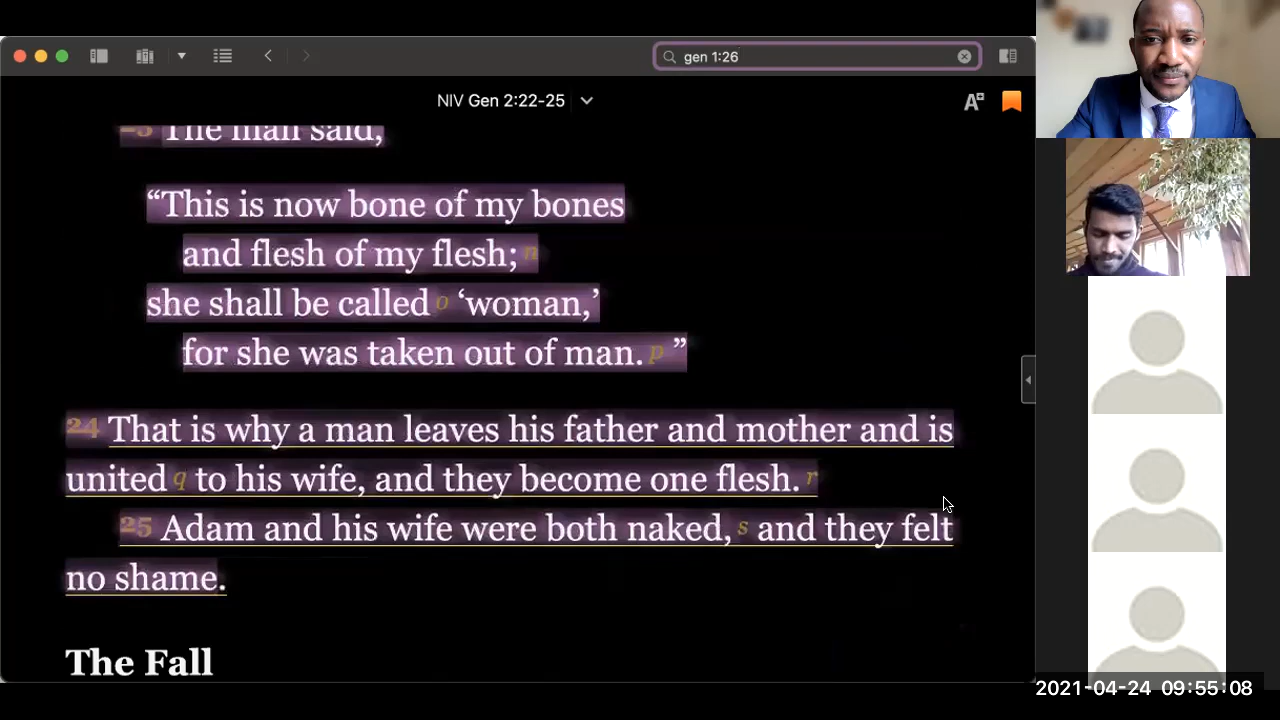 gen 1:26
NIV Gen 2:22-25
The man said,
“This is now bone of my bones
and flesh of my flesh; n
she shall be called o ‘woman,’
for she was taken out of man. p ”
24 That is why a man leaves his father and mother and is
united q to his wife, and they become one flesh. r
25 Adam and his wife were both naked, s and they felt
no shame.
The Fall
2021-04-24 09:55:08